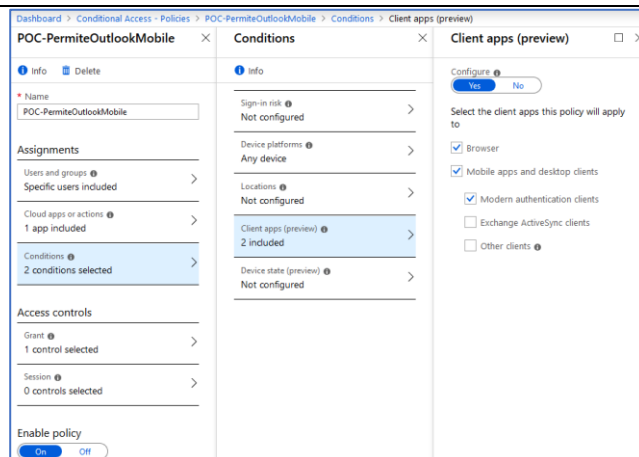 Dashboard > Conditional Access - Policies > POC-PermiteOutlookMobile > Conditions > Client apps (preview)
POC-PermiteOutlookMobile
Info Delete
* Name
POC-PermiteOutlookMobile
Assignments
Users and groups
Specific users included
Cloud apps or actions
1 app included
Conditions
2 conditions selected
Access controls
Grant
1 control selected
Session
0 controls selected
Enable policy
On Off
Conditions
Info
Sign-in risk
Not configured
Device platforms
Any device
Locations
Not configured
Client apps (preview)
2 included
Device state (preview)
Not configured
Client apps (preview)
Configure
Yes No
Select the client apps this policy will apply
to
Browser
Mobile apps and desktop clients
Modern authentication clients
Exchange ActiveSync clients
Other clients